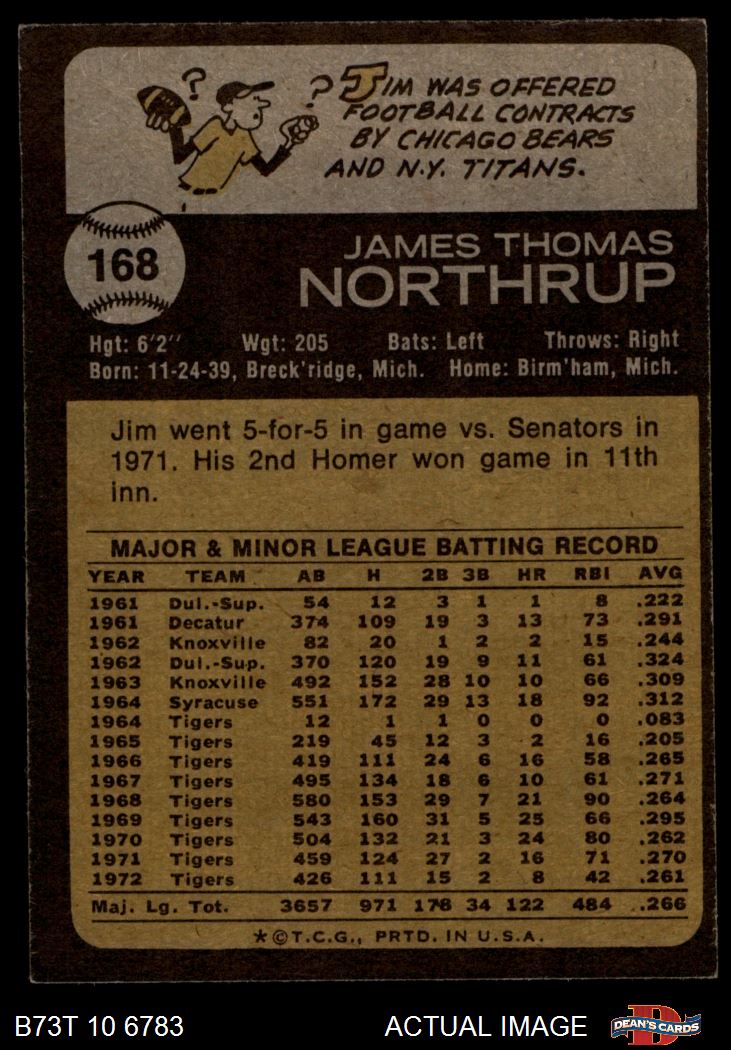 ? ? JIM WAS OFFERED
FOOTBALL CONTRACTS
BY CHICAGO BEARS
AND N.Y. TITANS.
168
JAMES THOMAS
NORTHRUP
Hgt: 6'2" Wgt: 205 Bats: Left Throws: Right
Born: 11-24-39, Breck'ridge, Mich. Home: Birm'ham, Mich.
Jim went 5-for-5 in game vs. Senators in
1971. His 2nd Homer won game in 11th
inn.
MAJOR & MINOR LEAGUE BATTING RECORD
YEAR TEAM AB H 2B 3B HR RBI AVG
1961 Dul.-Sup. 54 12 3 1 1 8 .222
1961 Decatur 374 109 19 3 13 73 .291
1962 Knoxville 82 20 1 2 2 15 .244
1962 Dul.-Sup. 370 120 19 9 11 61 .324
1963 Knoxville 492 152 28 10 10 66 .309
1964 Syracuse 551 172 29 13 18 92 .312
1964 Tigers 12 1 1 0 0 0 .083
1965 Tigers 219 45 12 3 2 16 .205
1966 Tigers 419 111 24 6 16 58 .265
1967 Tigers 495 134 18 6 10 61 .271
1968 Tigers 580 153 29 7 21 90 .264
1969 Tigers 543 160 31 5 25 66 .295
1970 Tigers 504 132 21 3 24 80 .262
1971 Tigers 459 124 27 2 16 71 .270
1972 Tigers 426 111 15 2 8 42 .261
Maj. Lg. Tot. 3657 971 178 34 122 484 .266
*©T.C.G., PRTD. IN U.S.A.
B73T 10 6783 ACTUAL IMAGE D DEAN'S CARDS